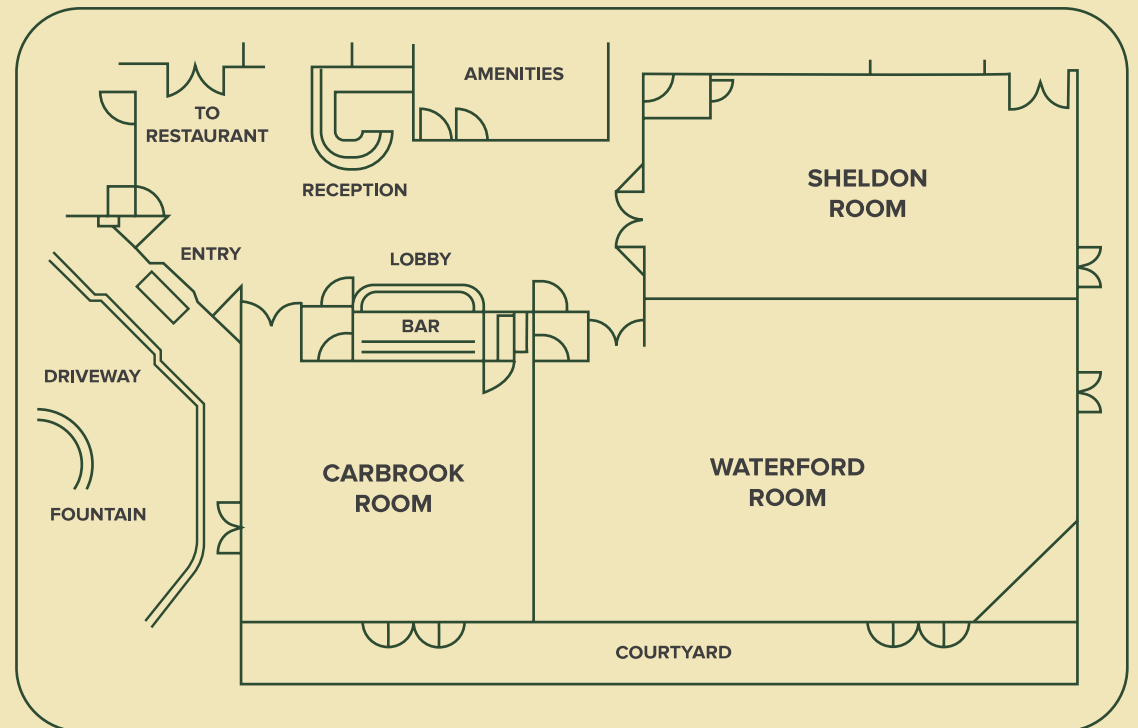 AMENITIES
TO
RESTAURANT
RECEPTION
SHELDON
ROOM
ENTRY
LOBBY
BAR
DRIVEWAY
CARBROOK
ROOM
WATERFORD
ROOM
FOUNTAIN
COURTYARD